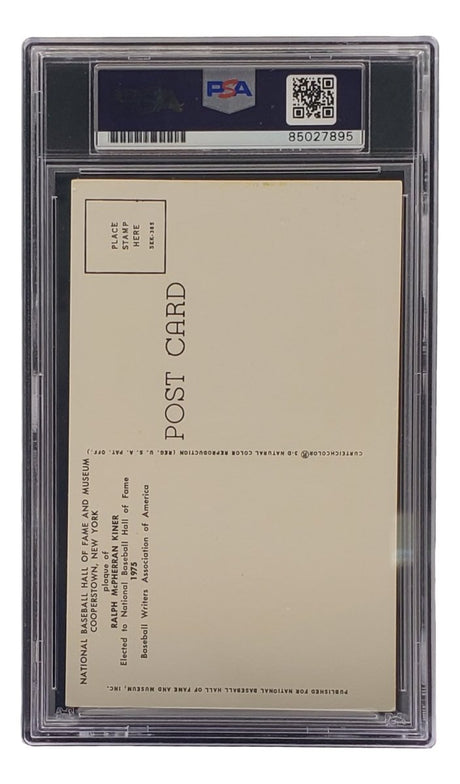 PSA
85027895
PLACE
STAMP
HERE
5EK-385
POST CARD
CURTEICHCOLOR® 3-D NATURAL COLOR REPRODUCTION (REG. U. S. A. PAT. OFF.)
NATIONAL BASEBALL HALL OF FAME AND MUSEUM
COOPERSTOWN, NEW YORK
plaque of
RALPH McPHERRAN KINER
Elected to National Baseball Hall of Fame
1975
Baseball Writers Association of America
PUBLISHED FOR NATIONAL BASEBALL HALL OF FAME AND MUSEUM, INC.